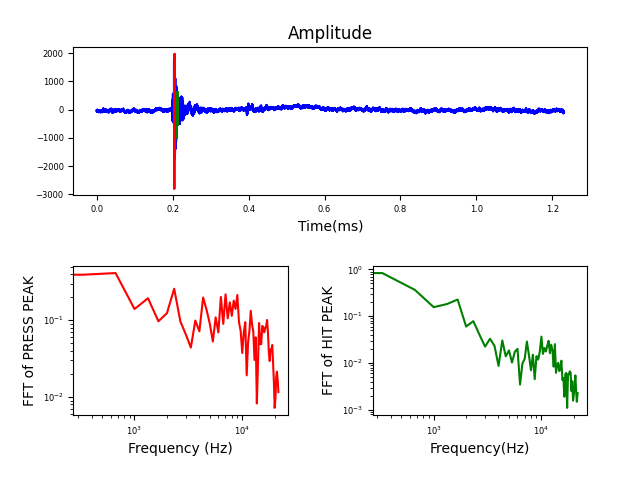 Amplitude
2000
1000
0
−1000
−2000
−3000
0.0 0.2 0.4 0.6 0.8 1.0 1.2
Time(ms)
FFT of PRESS PEAK
10⁻¹
10⁻²
10³ 10⁴
Frequency (Hz)
FFT of HIT PEAK
10⁰
10⁻¹
10⁻²
10⁻³
10³ 10⁴
Frequency(Hz)